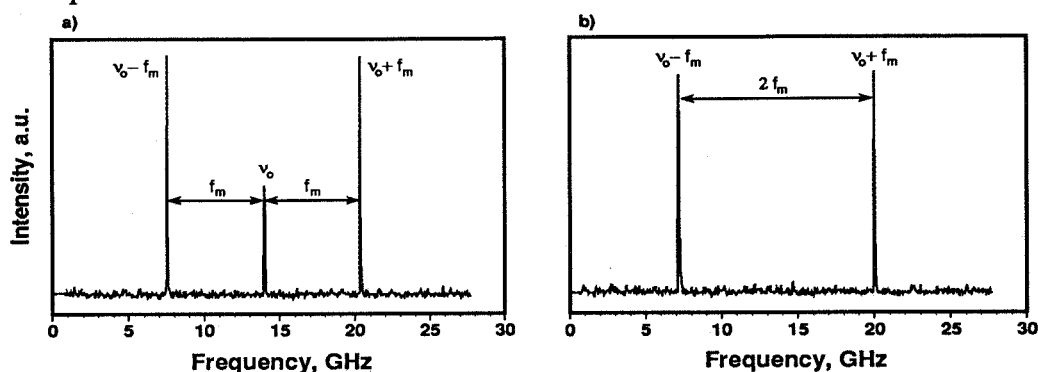 a)
ν₀ − fₘ
ν₀ + fₘ
ν₀
fₘ
fₘ
Intensity, a.u.
0 5 10 15 20 25 30
Frequency, GHz
b)
ν₀ − fₘ
ν₀ + fₘ
2 fₘ
0 5 10 15 20 25 30
Frequency, GHz